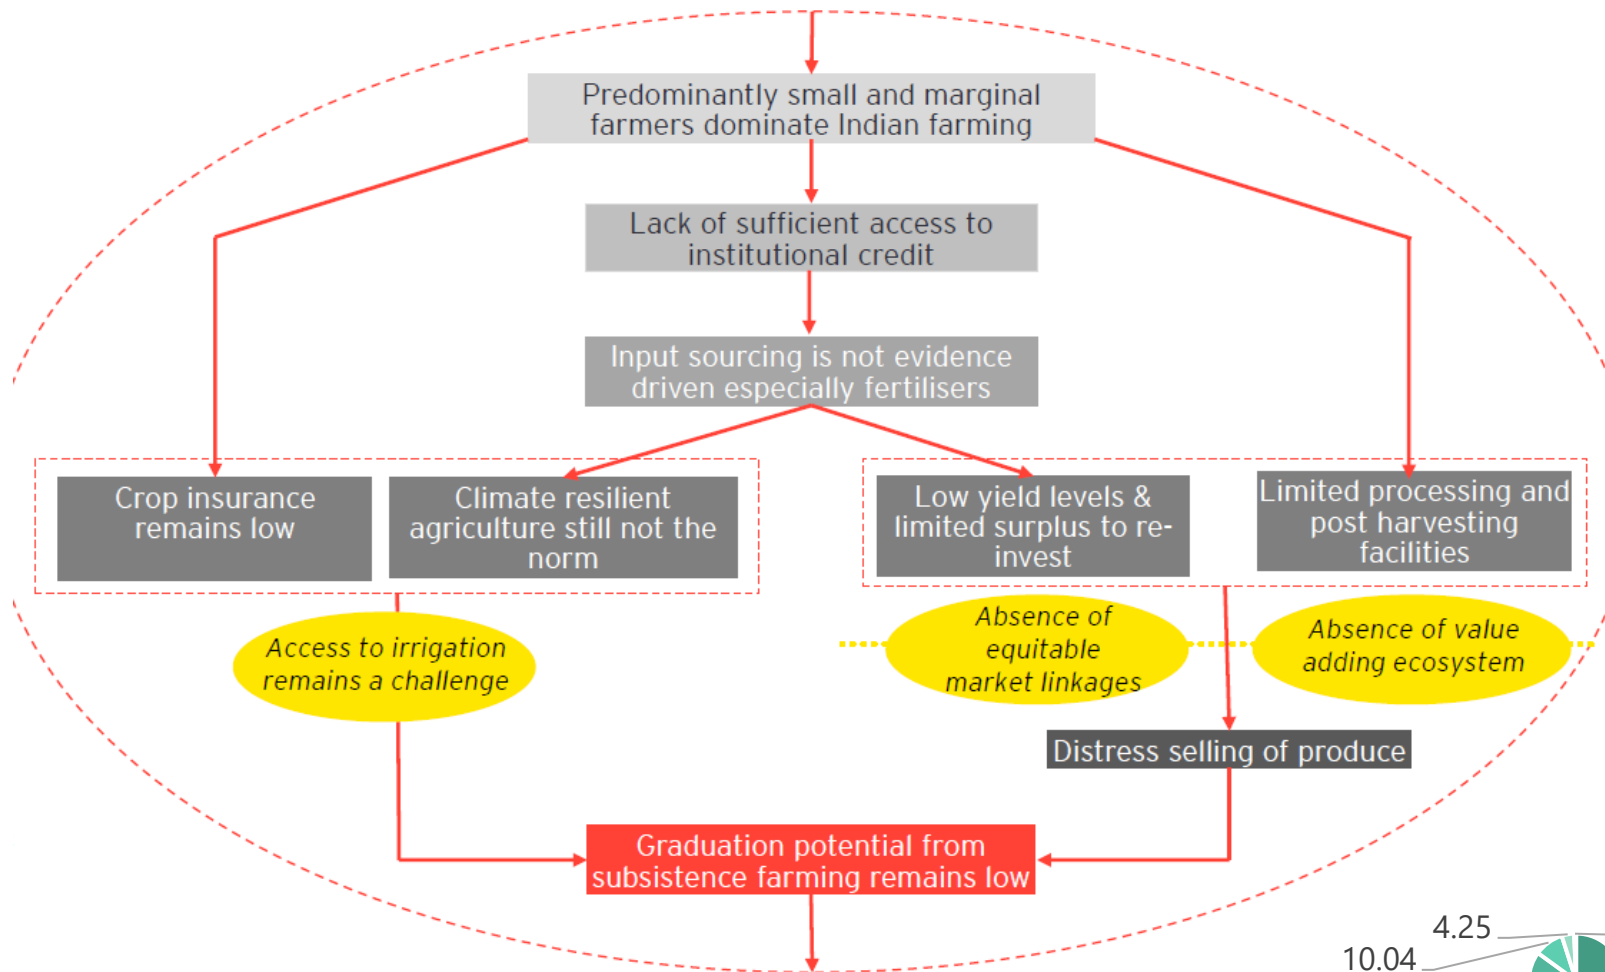 Predominantly small and marginal
farmers dominate Indian farming
Lack of sufficient access to
institutional credit
Input sourcing is not evidence
driven especially fertilisers
Crop insurance
remains low
Climate resilient
agriculture still not the
norm
Low yield levels &
limited surplus to re-
invest
Limited processing and
post harvesting
facilities
Access to irrigation
remains a challenge
Absence of
equitable
market linkages
Absence of value
adding ecosystem
Distress selling of produce
Graduation potential from
subsistence farming remains low
4.25
10.04